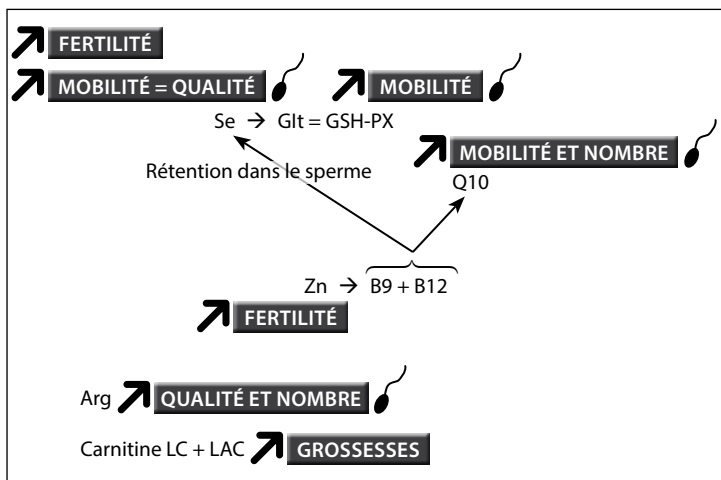 FERTILITÉ
MOBILITÉ = QUALITÉ MOBILITÉ
Se → Glt = GSH-PX
MOBILITÉ ET NOMBRE
Rétention dans le sperme
Q10
Zn → B9 + B12
FERTILITÉ
Arg QUALITÉ ET NOMBRE
Carnitine LC + LAC GROSSESSES